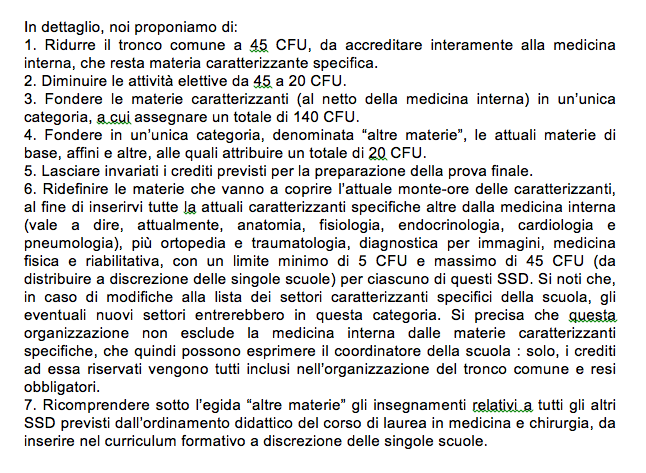 In dettaglio, noi proponiamo di:
1. Ridurre il tronco comune a 45 CFU, da accreditare interamente alla medicina
interna, che resta materia caratterizzante specifica.
2. Diminuire le attività elettive da 45 a 20 CFU.
3. Fondere le materie caratterizzanti (al netto della medicina interna) in un'unica
categoria, a cui assegnare un totale di 140 CFU.
4. Fondere in un'unica categoria, denominata “altre materie”, le attuali materie di
base, affini e altre, alle quali attribuire un totale di 20 CFU.
5. Lasciare invariati i crediti previsti per la preparazione della prova finale.
6. Ridefinire le materie che vanno a coprire l'attuale monte-ore delle caratterizzanti,
al fine di inserirvi tutte la attuali caratterizzanti specifiche altre dalla medicina interna
(vale a dire, attualmente, anatomia, fisiologia, endocrinologia, cardiologia e
pneumologia), più ortopedia e traumatologia, diagnostica per immagini, medicina
fisica e riabilitativa, con un limite minimo di 5 CFU e massimo di 45 CFU (da
distribuire a discrezione delle singole scuole) per ciascuno di questi SSD. Si noti che,
in caso di modifiche alla lista dei settori caratterizzanti specifici della scuola, gli
eventuali nuovi settori entrerebbero in questa categoria. Si precisa che questa
organizzazione non esclude la medicina interna dalle materie caratterizzanti
specifiche, che quindi possono esprimere il coordinatore della scuola : solo, i crediti
ad essa riservati vengono tutti inclusi nell'organizzazione del tronco comune e resi
obbligatori.
7. Ricomprendere sotto l'egida “altre materie” gli insegnamenti relativi a tutti gli altri
SSD previsti dall'ordinamento didattico del corso di laurea in medicina e chirurgia, da
inserire nel curriculum formativo a discrezione delle singole scuole.